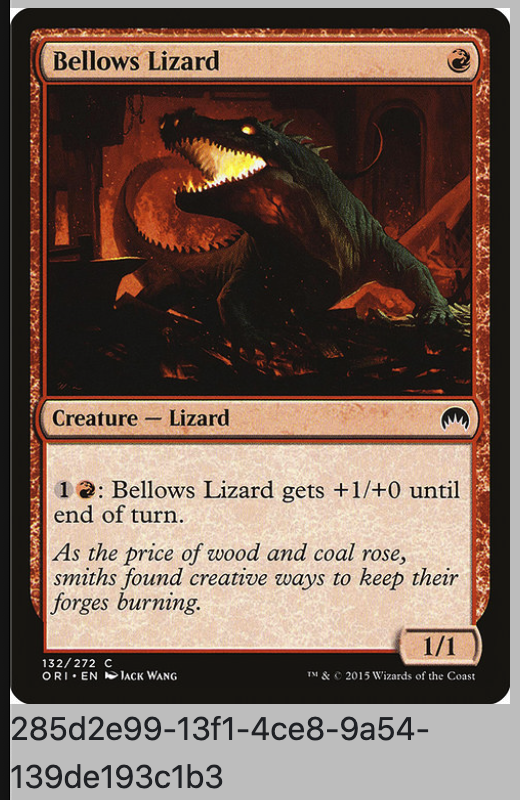 Bellows Lizard
Creature — Lizard
1: Bellows Lizard gets +1/+0 until
end of turn.
As the price of wood and coal rose,
smiths found creative ways to keep their
forges burning.
1/1
132/272 C
ORI • EN Jack Wang
™ & © 2015 Wizards of the Coast
285d2e99-13f1-4ce8-9a54-
139de193c1b3